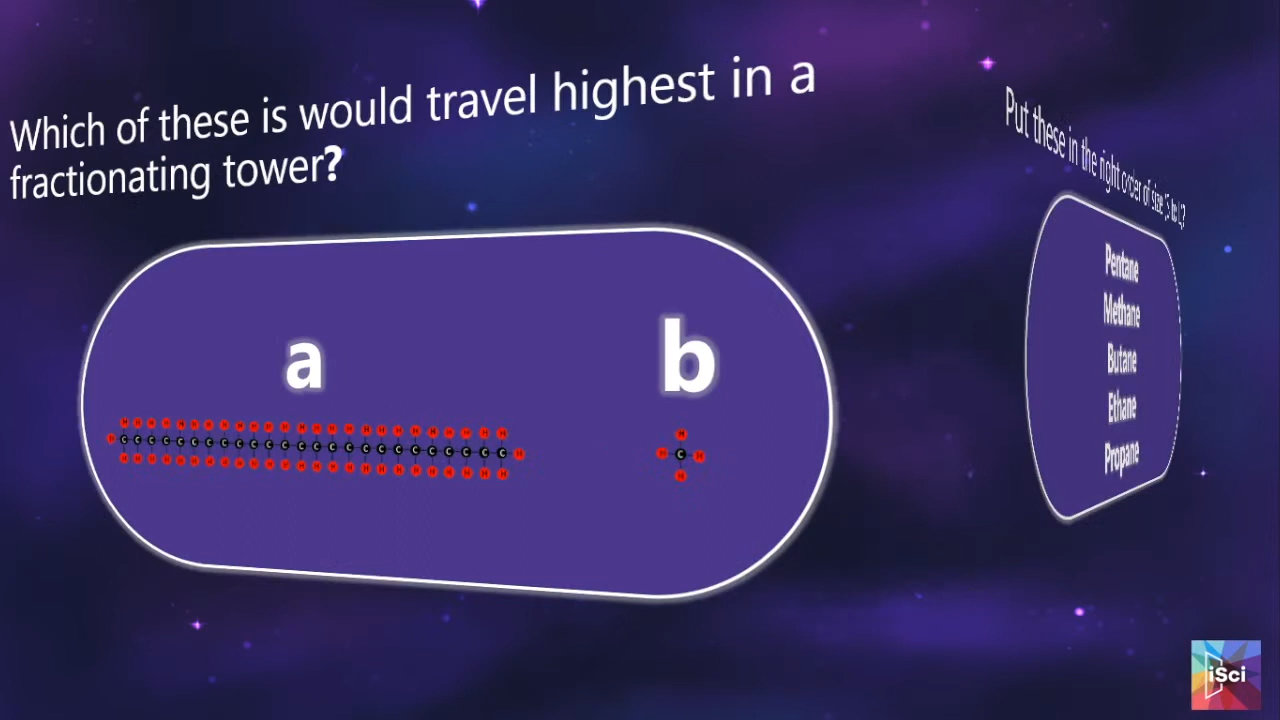 Which of these is would travel highest in a
fractionating tower?
a
b
Put these in the right order of size (S to L)?
Pentane
Methane
Butane
Ethane
Propane
iSci